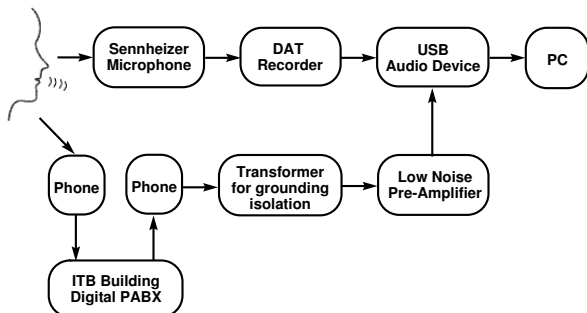 Sennheizer
Microphone
DAT
Recorder
USB
Audio Device
PC
Phone
Phone
Transformer
for grounding
isolation
Low Noise
Pre-Amplifier
ITB Building
Digital PABX